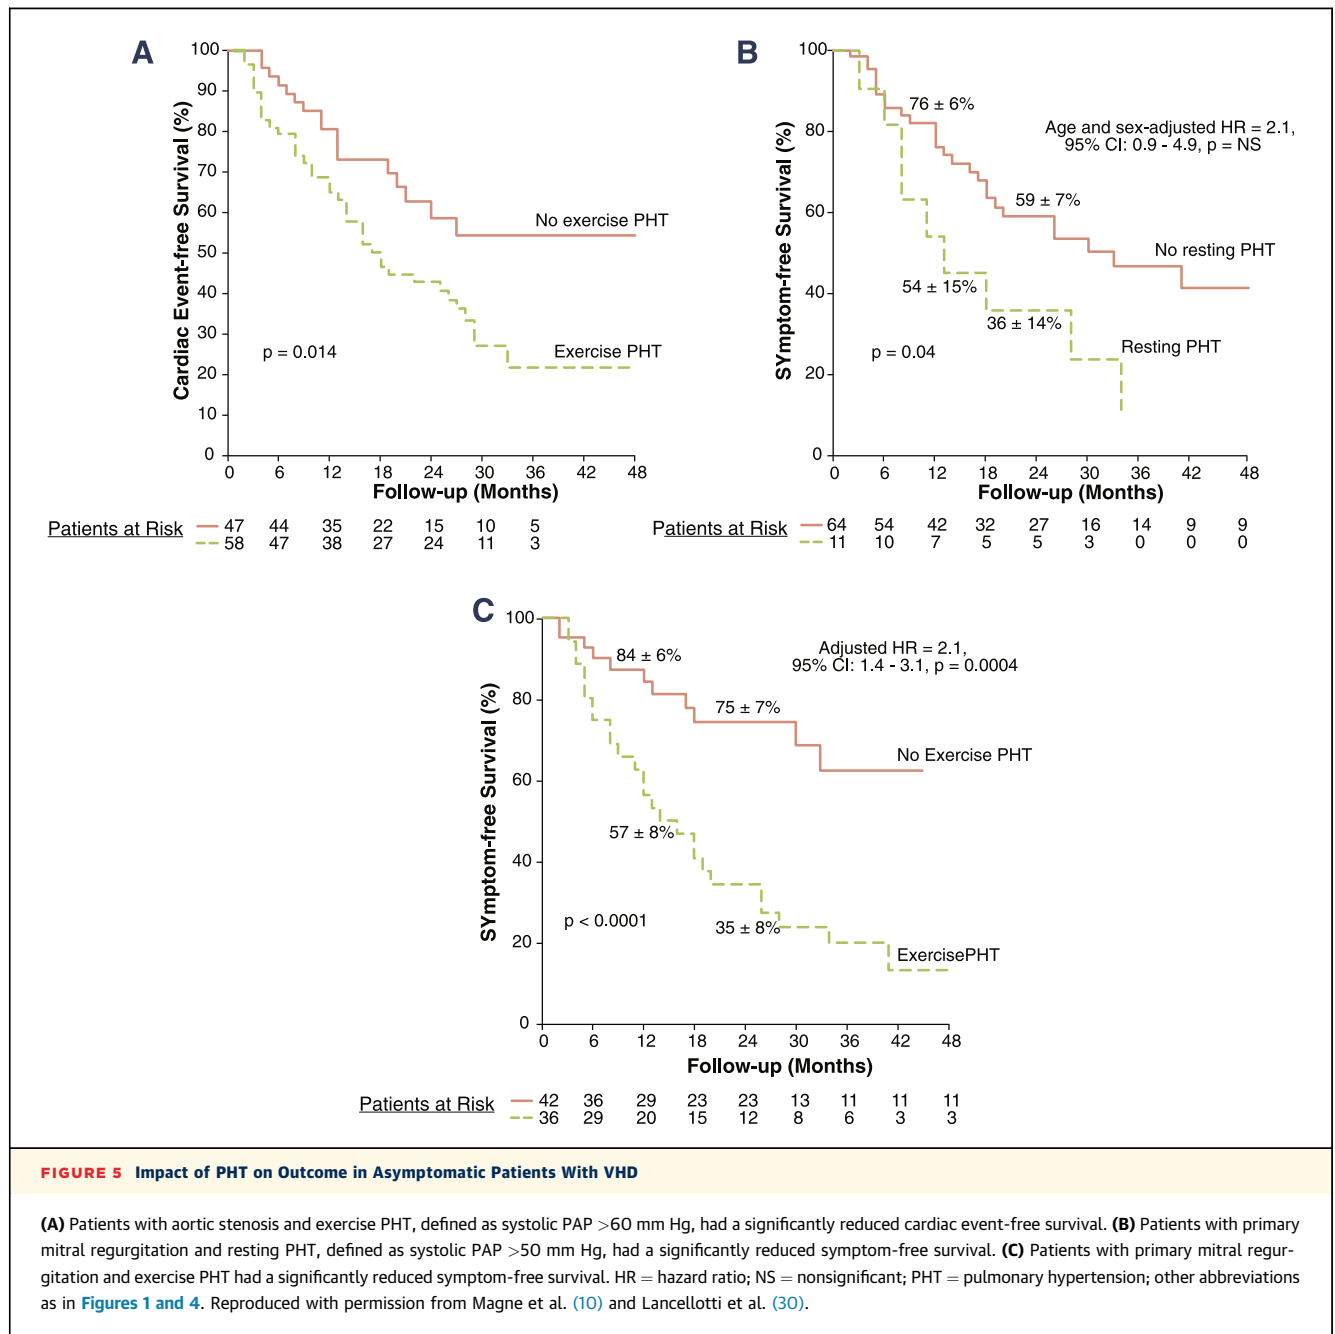 A
Cardiac Event-free Survival (%)
100
90
80
70
60
50
40
30
20
10
0
No exercise PHT
Exercise PHT
p = 0.014
0 6 12 18 24 30 36 42 48
Follow-up (Months)
Patients at Risk
47 44 35 22 15 10 5
58 47 38 27 24 11 3
B
SYmptom-free Survival (%)
100
80
60
40
20
0
76 ± 6%
Age and sex-adjusted HR = 2.1,
95% CI: 0.9 - 4.9, p = NS
59 ± 7%
No resting PHT
54 ± 15%
36 ± 14%
Resting PHT
p = 0.04
0 6 12 18 24 30 36 42 48
Follow-up (Months)
Patients at Risk
64 54 42 32 27 16 14 9 9
11 10 7 5 5 3 0 0 0
C
SYmptom-free Survival (%)
100
80
60
40
20
0
84 ± 6%
Adjusted HR = 2.1,
95% CI: 1.4 - 3.1, p = 0.0004
75 ± 7%
No Exercise PHT
57 ± 8%
p < 0.0001
35 ± 8%
ExercisePHT
0 6 12 18 24 30 36 42 48
Follow-up (Months)
Patients at Risk
42 36 29 23 23 13 11 11 11
36 29 20 15 12 8 6 3 3
FIGURE 5 Impact of PHT on Outcome in Asymptomatic Patients With VHD
(A) Patients with aortic stenosis and exercise PHT, defined as systolic PAP >60 mm Hg, had a significantly reduced cardiac event-free survival. (B) Patients with primary
mitral regurgitation and resting PHT, defined as systolic PAP >50 mm Hg, had a significantly reduced symptom-free survival. (C) Patients with primary mitral regur-
gitation and exercise PHT had a significantly reduced symptom-free survival. HR = hazard ratio; NS = nonsignificant; PHT = pulmonary hypertension; other abbreviations
as in Figures 1 and 4. Reproduced with permission from Magne et al. (10) and Lancellotti et al. (30).